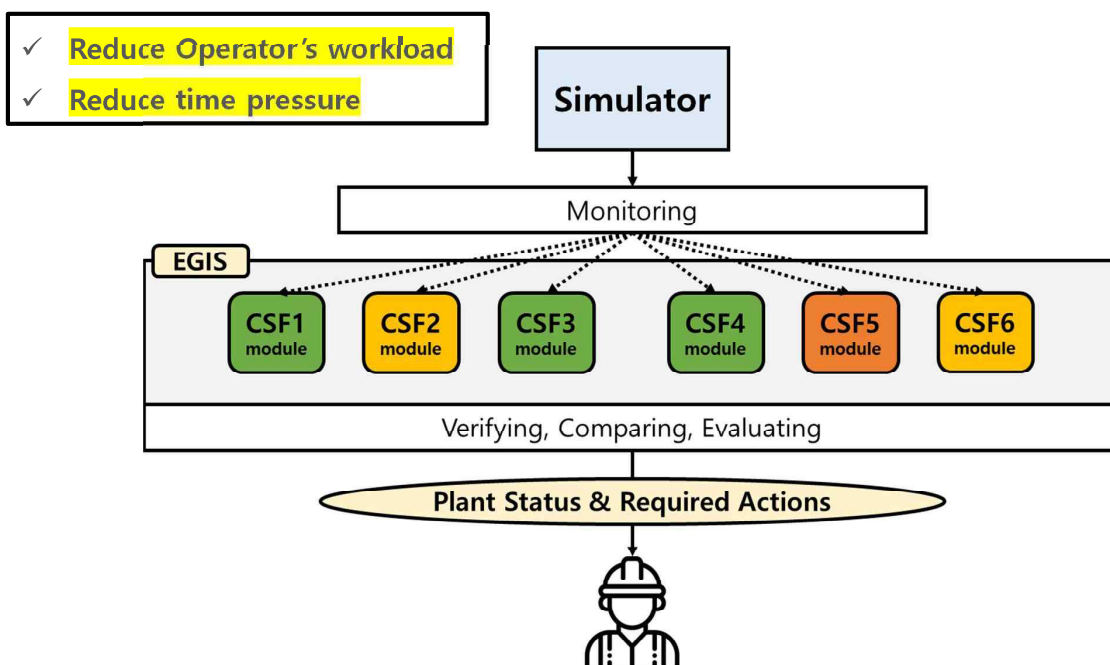 ✓ Reduce Operator's workload
✓ Reduce time pressure
Simulator
Monitoring
EGIS
CSF1
module
CSF2
module
CSF3
module
CSF4
module
CSF5
module
CSF6
module
Verifying, Comparing, Evaluating
Plant Status & Required Actions